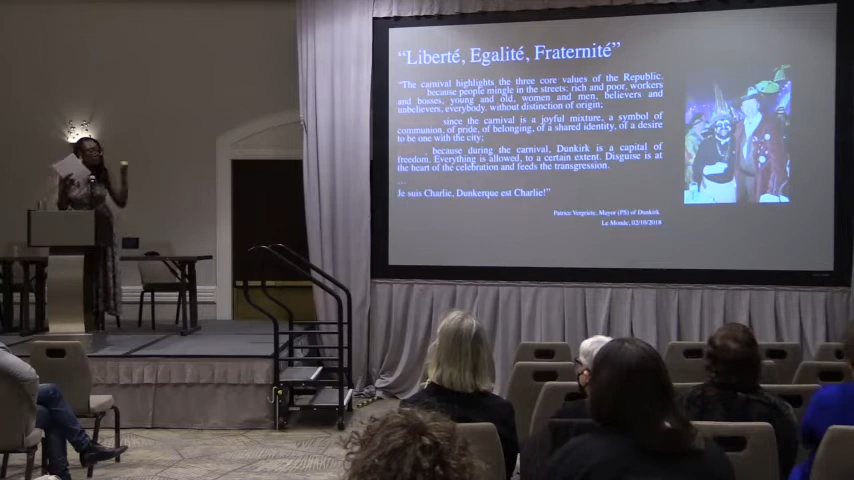 “Liberté, Egalité, Fraternité”
“The carnival highlights the three core values of the Republic.
because people mingle in the streets: rich and poor, workers
and bosses, young and old, women and men, believers and
unbelievers, everybody, without distinction of origin;
since the carnival is a joyful mixture, a symbol of
communion, of pride, of belonging, of a shared identity, of a desire
to be one with the city;
because during the carnival, Dunkirk is a capital of
freedom. Everything is allowed, to a certain extent. Disguise is at
the heart of the celebration and feeds the transgression.
...
Je suis Charlie, Dunkerque est Charlie!”
Patrice Vergriete, Mayor (PS) of Dunkirk
Le Monde, 02/10/2018